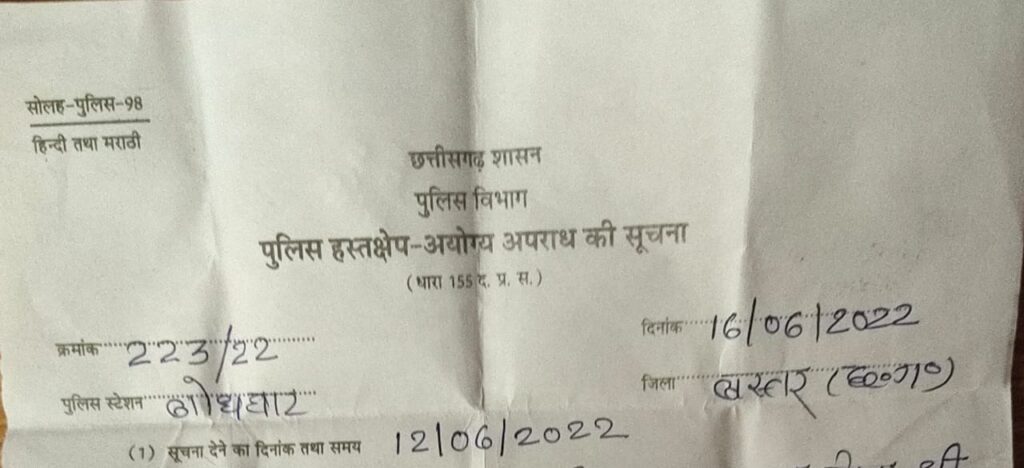 सोलह-पुलिस-98
हिन्दी तथा मराठी
छत्तीसगढ़ शासन
पुलिस विभाग
पुलिस हस्तक्षेप-अयोग्य अपराध की सूचना
(धारा 155 द. प्र. स.)
क्रमांक 223/22 दिनांक 16/06/2022
पुलिस स्टेशन बोधघाट जिला बस्तर (छ०ग०)
(1) सूचना देने का दिनांक तथा समय 12/06/2022